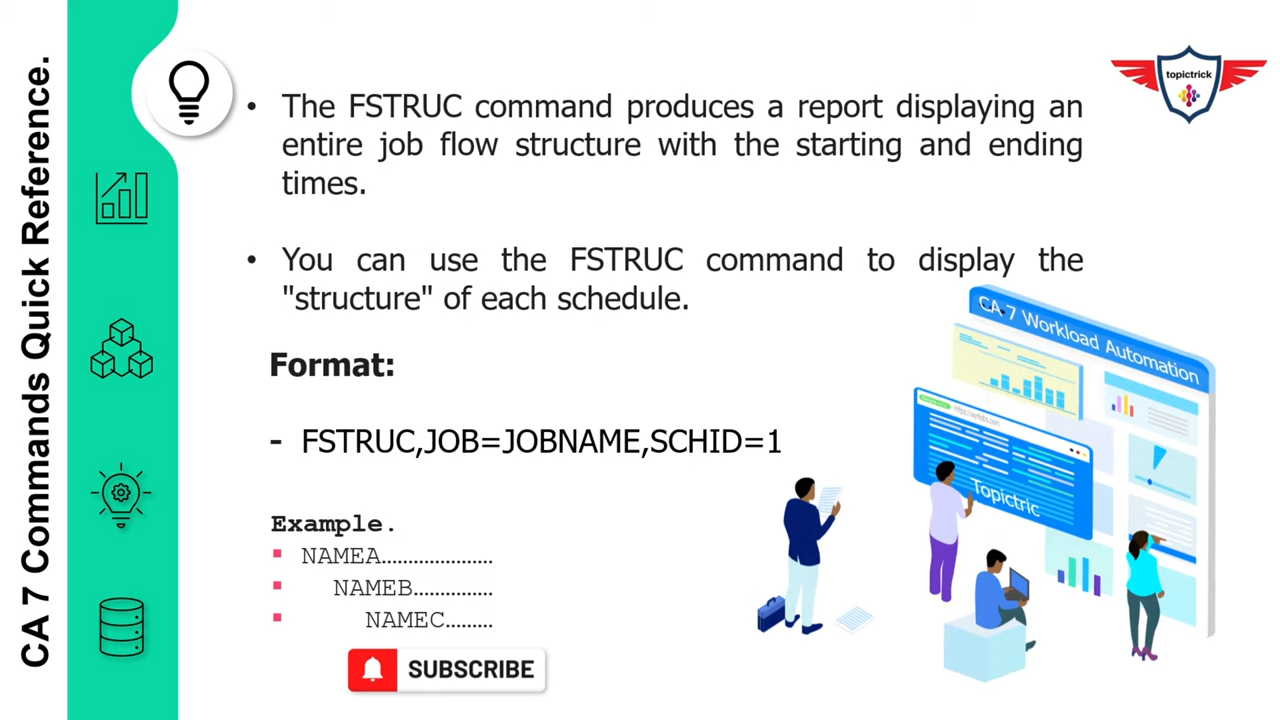 CA 7 Commands Quick Reference.
topictrick
• The FSTRUC command produces a report displaying an
entire job flow structure with the starting and ending
times.
• You can use the FSTRUC command to display the
"structure" of each schedule.
Format:
- FSTRUC,JOB=JOBNAME,SCHID=1
Example.
▪ NAMEA.....................
▪ NAMEB...............
▪ NAMEC.........
SUBSCRIBE
CA 7 Workload Automation
Topictric